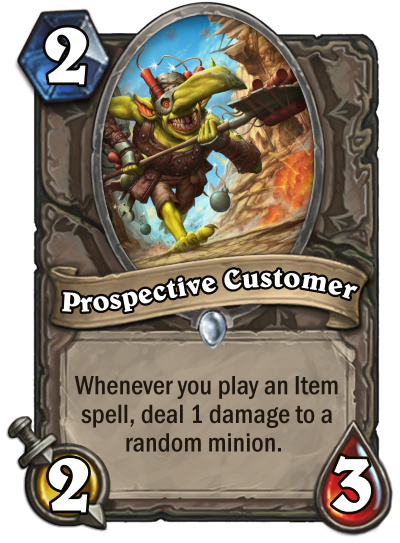 2
Prospective Customer
Whenever you play an Item
spell, deal 1 damage to a
random minion.
2
3